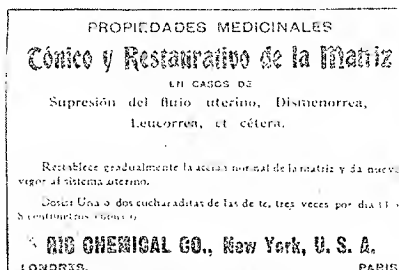 PROPIEDADES MEDICINALES
Tónico y Restaurativo de la Matriz
EN CASOS DE
Supresión del fluio uterino, Dismenorrea,
Leucorrea, et cétera.
Restablece gradualmente la acción normal de la matriz y da nuevo
vigor al sistema uterino.
Dosis: Una o dos cucharaditas de las de te, tres veces por día
RIO CHEMICAL CO., New York, U. S. A.
LONDRES. PARIS